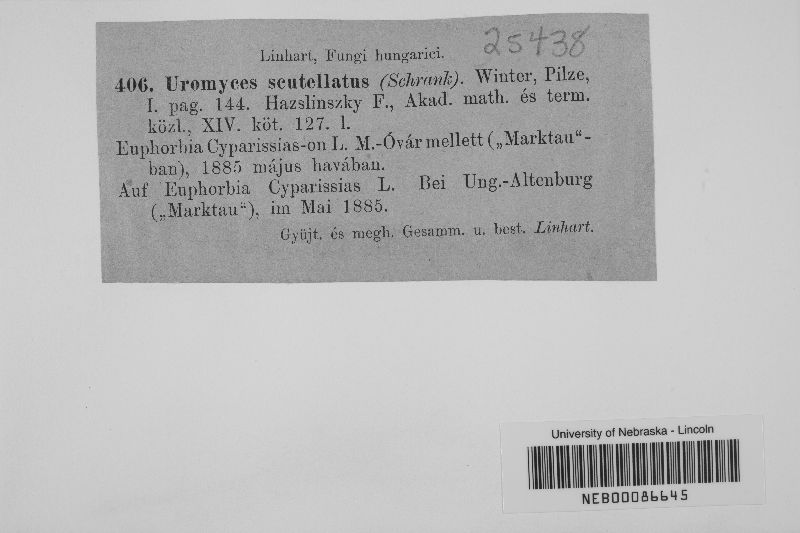 Linhart, Fungi hungarici. 25438
406. Uromyces scutellatus (Schrank). Winter, Pilze,
I. pag. 144. Hazslinszky F., Akad. math. és term.
közl., XIV. köt. 127. l.
Euphorbia Cyparissias-on L. M.-Óvár mellett („Marktau“-
ban), 1885 május havában.
Auf Euphorbia Cyparissias L. Bei Ung.-Altenburg
(„Marktau“), im Mai 1885.
Gyüjt. és megh. Gesamm. u. best. Linhart.
University of Nebraska - Lincoln
NEB00086645